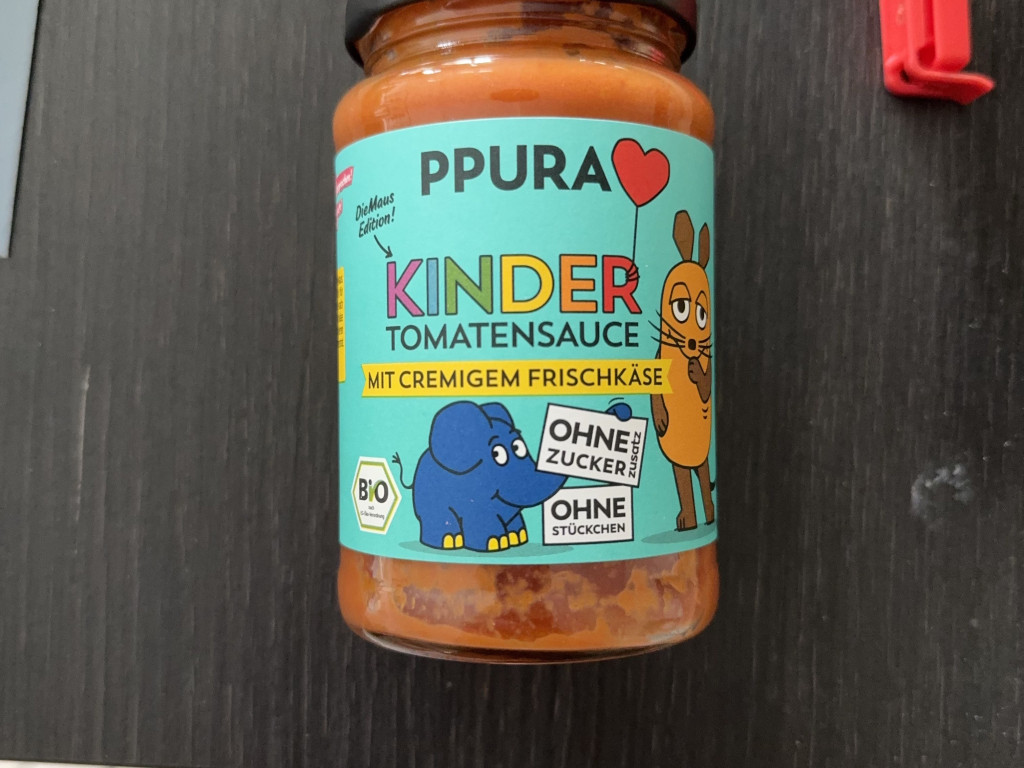 PPURA
DieMaus
Edition!
KINDER
TOMATENSAUCE
MIT CREMIGEM FRISCHKÄSE
OHNE
ZUCKER zusatz
OHNE
STÜCKCHEN
Bio